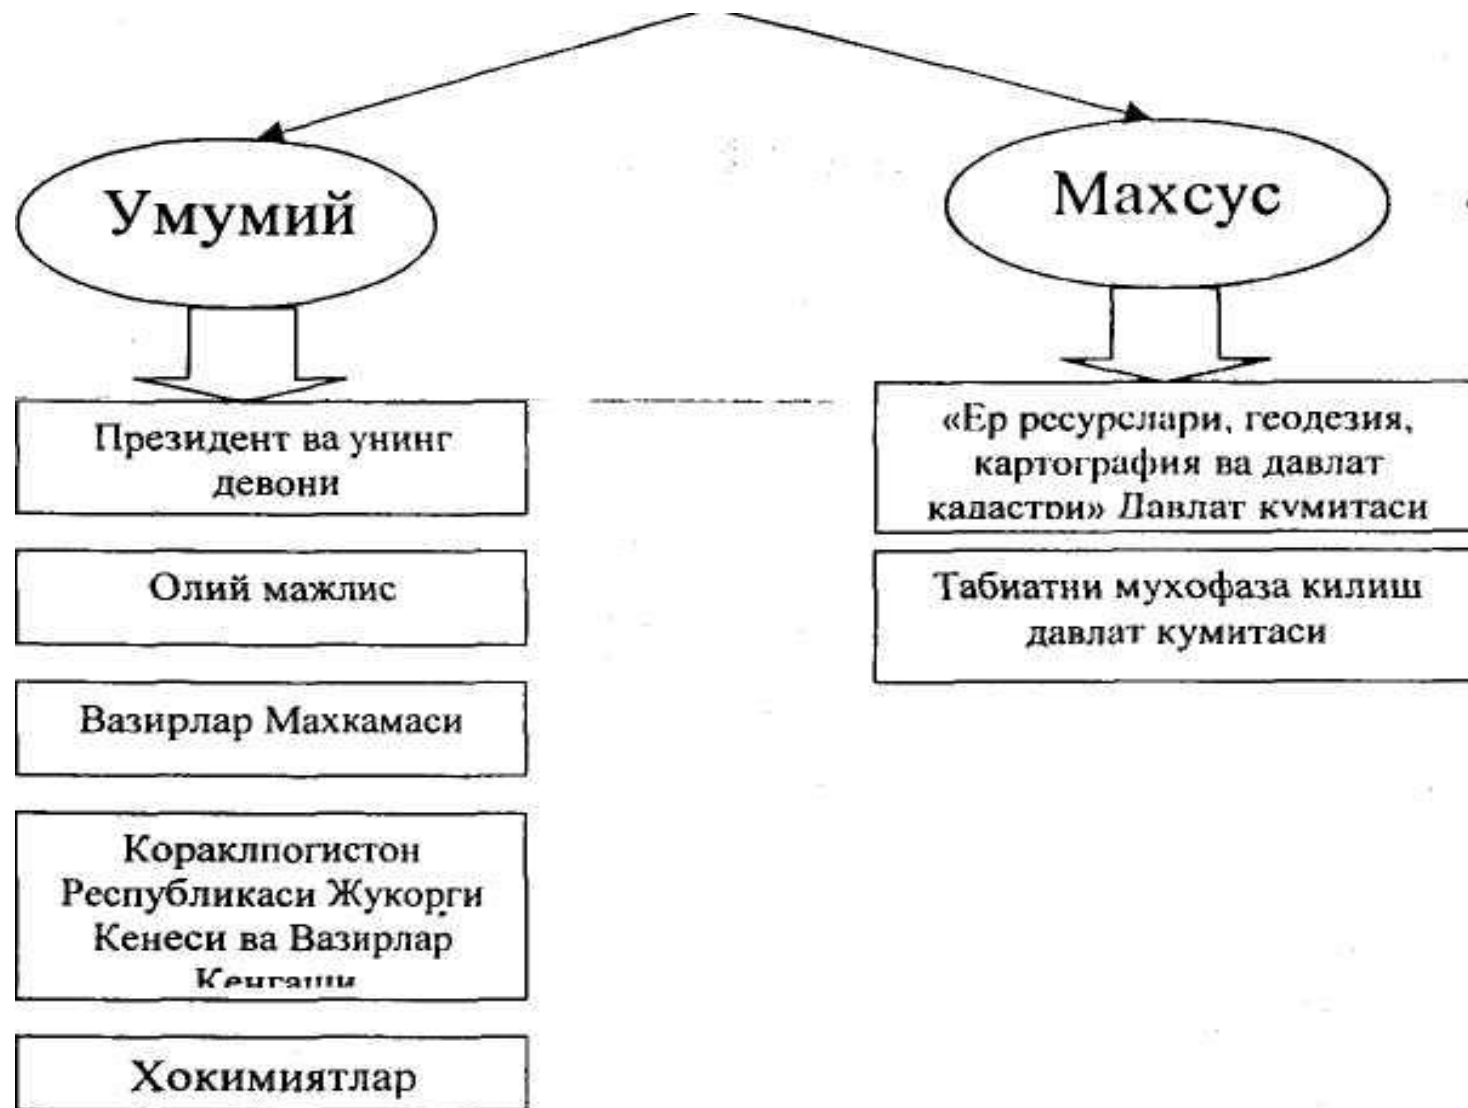 Умумий
Махсус
Президент ва унинг
девони
Олий мажлис
Вазирлар Махкамаси
Кораклпогистон
Республикаси Жукорги
Кенеси ва Вазирлар
Кенгаши
Хокимиятлар
«Ер ресурслари, геодезия,
картография ва давлат
кадастри» Давлат кумитаси
Табиатни мухофаза килиш
давлат кумитаси